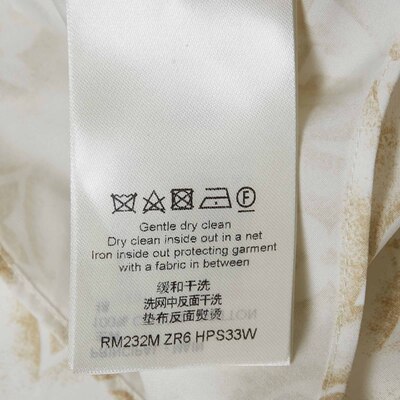 Gentle dry clean
Dry clean inside out in a net
Iron inside out protecting garment
with a fabric in between
缓和干洗
洗网中反面干洗
垫布反面熨烫
RM232M ZR6 HPS33W